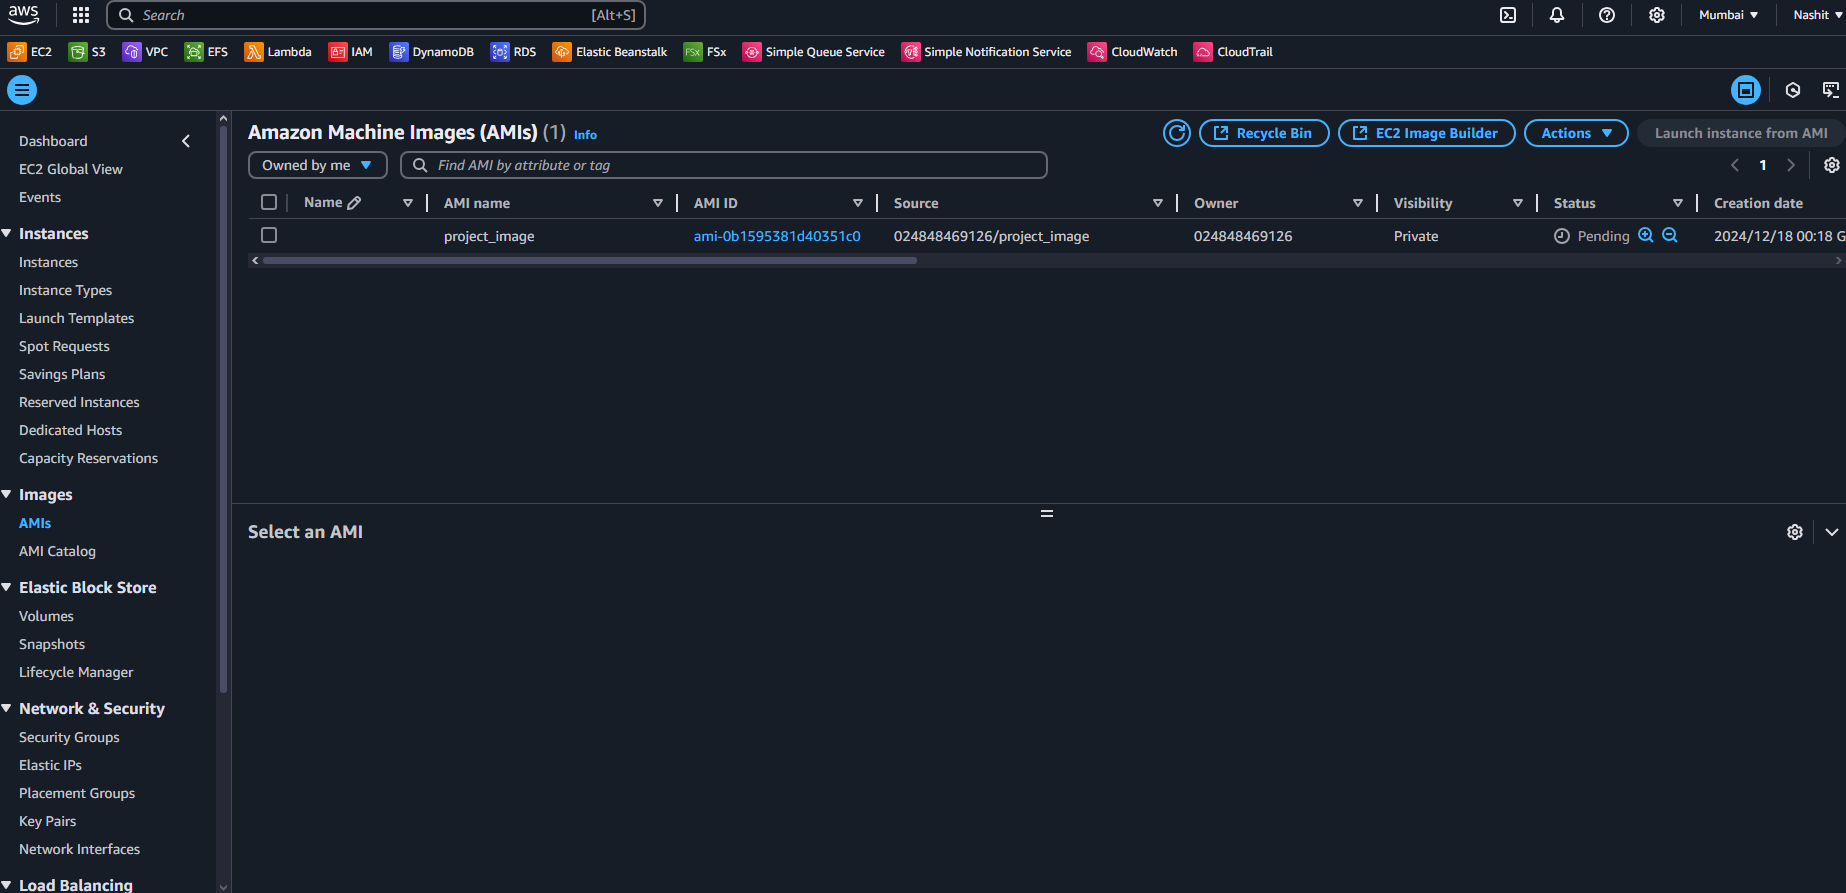 aws
Search [Alt+S] Mumbai Nashit
EC2 S3 VPC EFS Lambda IAM DynamoDB RDS Elastic Beanstalk FSx FSx Simple Queue Service Simple Notification Service CloudWatch CloudTrail
Dashboard
EC2 Global View
Events
Instances
Instances
Instance Types
Launch Templates
Spot Requests
Savings Plans
Reserved Instances
Dedicated Hosts
Capacity Reservations
Images
AMIs
AMI Catalog
Elastic Block Store
Volumes
Snapshots
Lifecycle Manager
Network & Security
Security Groups
Elastic IPs
Placement Groups
Key Pairs
Network Interfaces
Load Balancing
Amazon Machine Images (AMIs) (1) Info Recycle Bin EC2 Image Builder Actions Launch instance from AMI
Owned by me Find AMI by attribute or tag 1
Name AMI name AMI ID Source Owner Visibility Status Creation date
project_image ami-0b1595381d40351c0 024848469126/project_image 024848469126 Private Pending 2024/12/18 00:18 G
Select an AMI